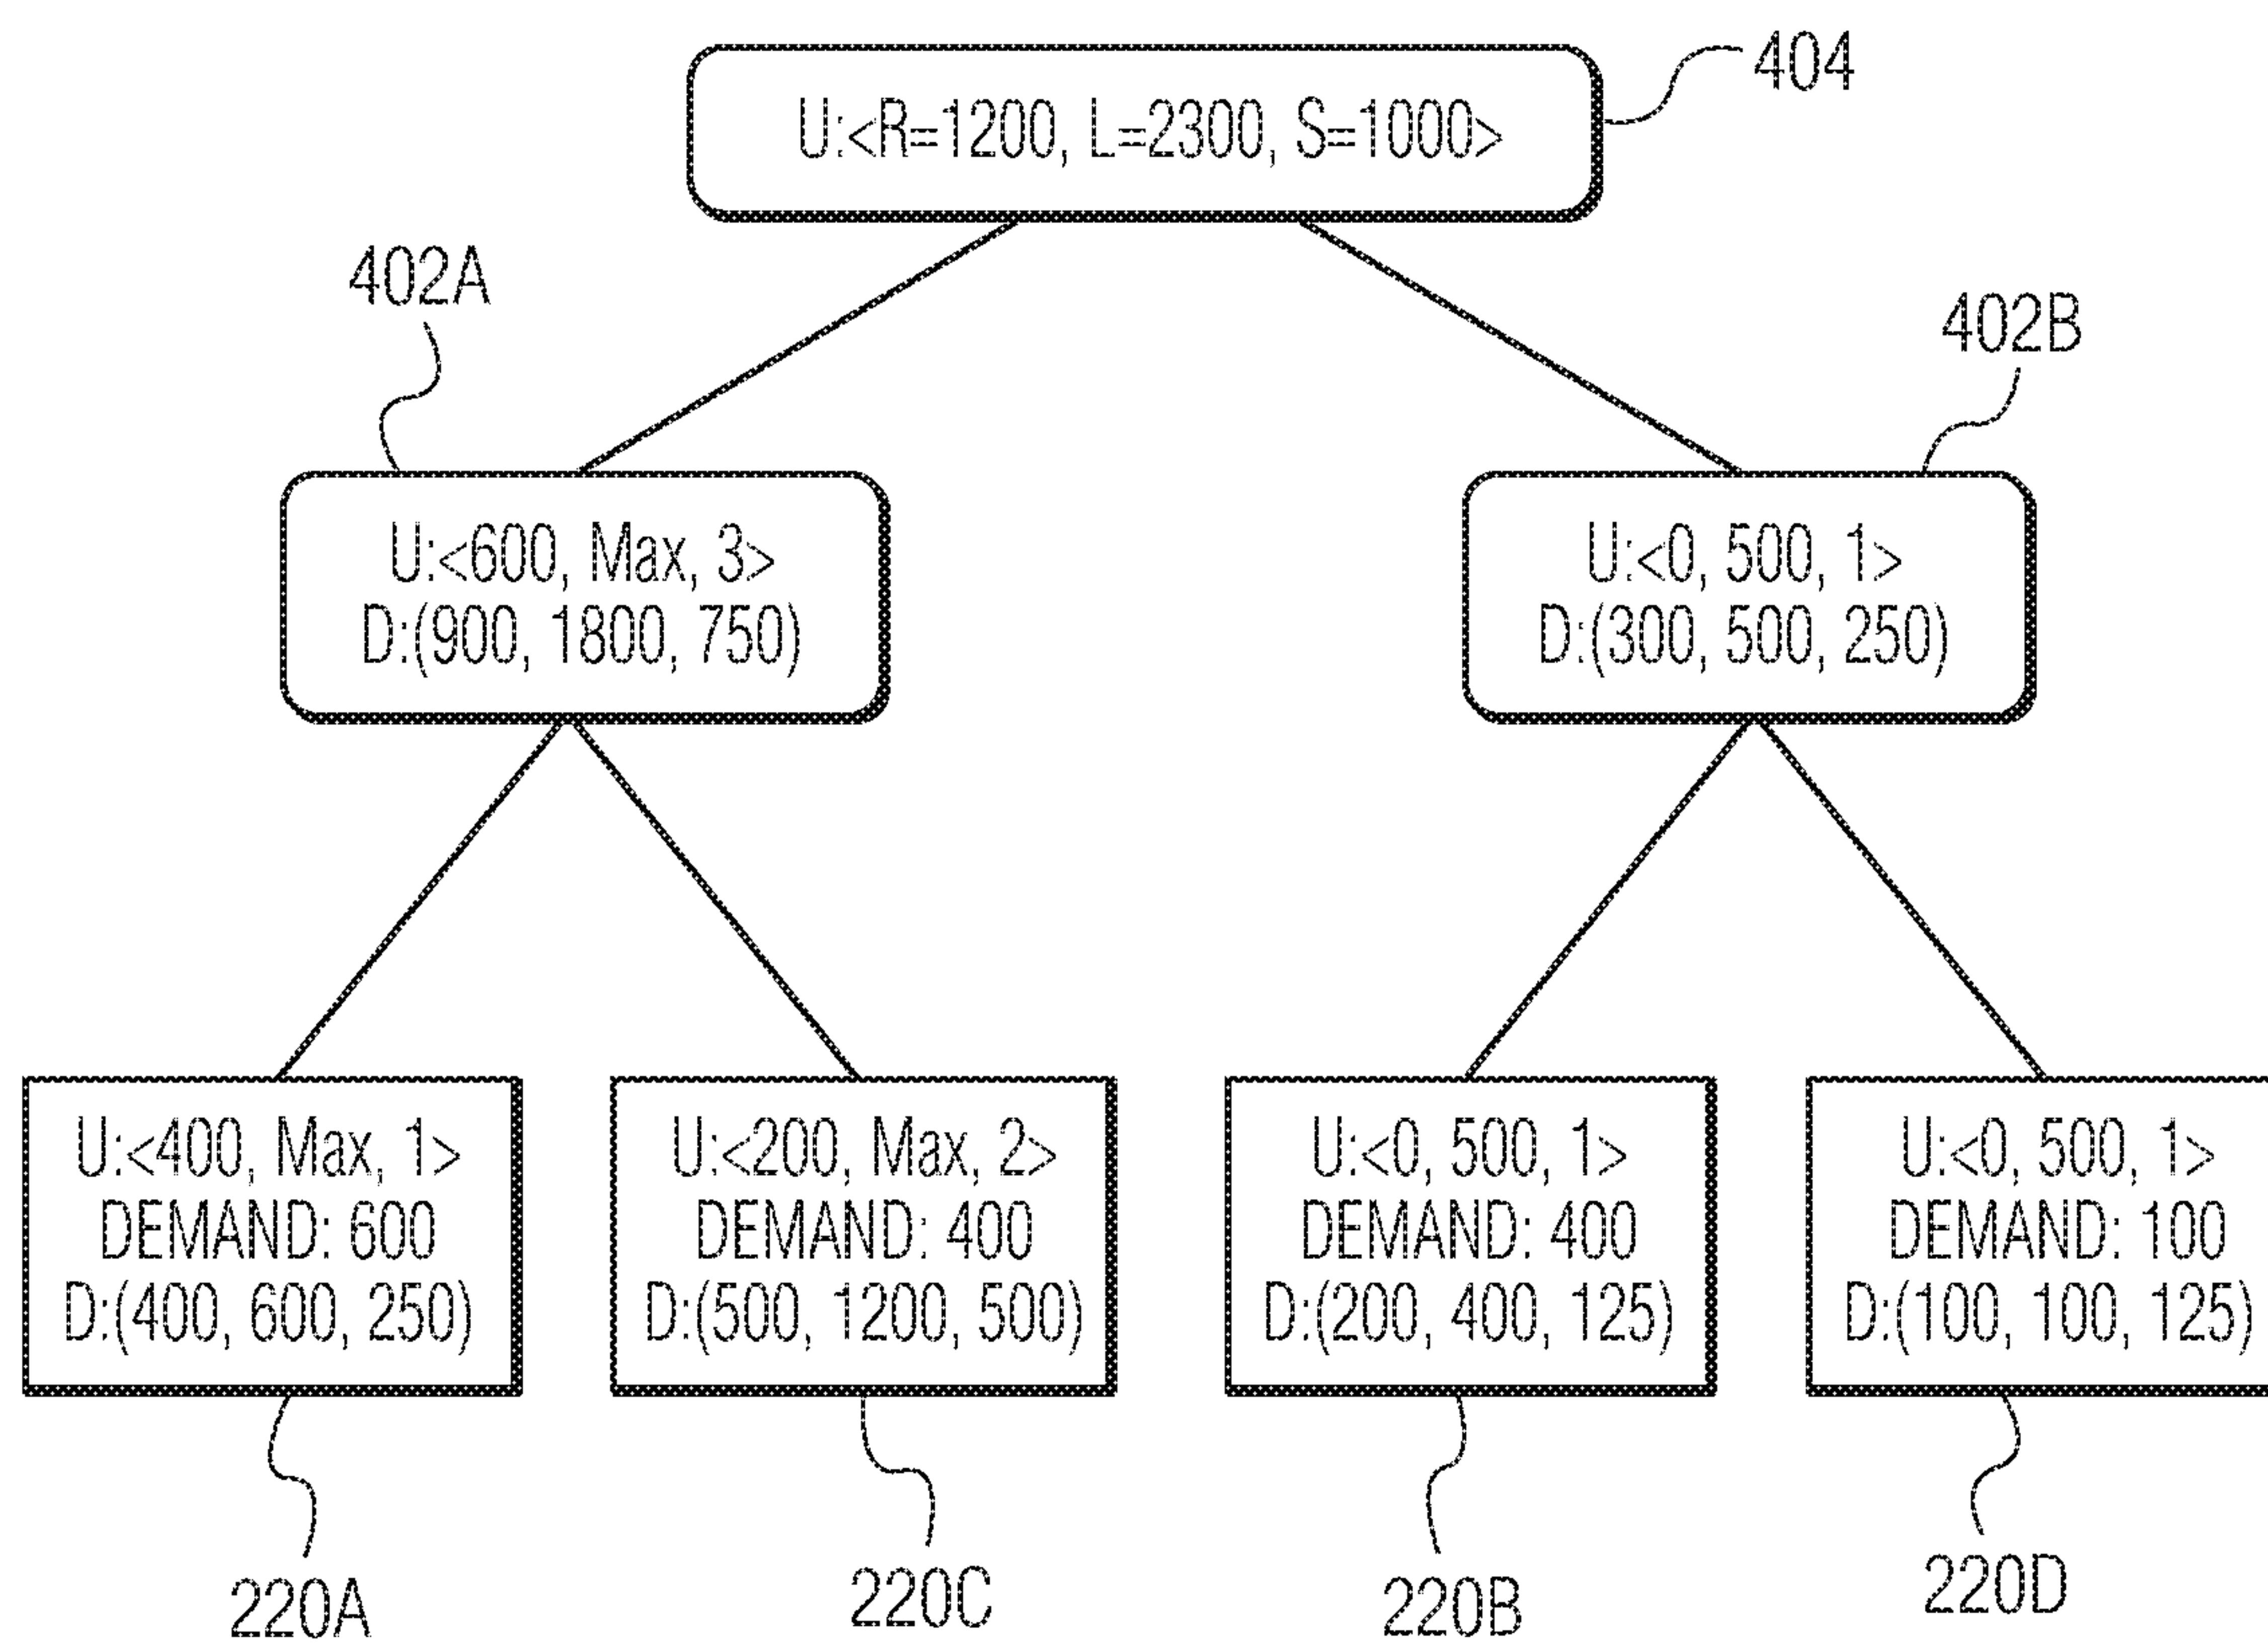 404
U:<R=1200, L=2300, S=1000>
402A
402B
U:<600, Max, 3>
D:(900, 1800, 750)
U:<0, 500, 1>
D:(300, 500, 250)
U:<400, Max, 1>
DEMAND: 600
D:(400, 600, 250)
U:<200, Max, 2>
DEMAND: 400
D:(500, 1200, 500)
U:<0, 500, 1>
DEMAND: 400
D:(200, 400, 125)
U:<0, 500, 1>
DEMAND: 100
D:(100, 100, 125)
220A
220C
220B
220D